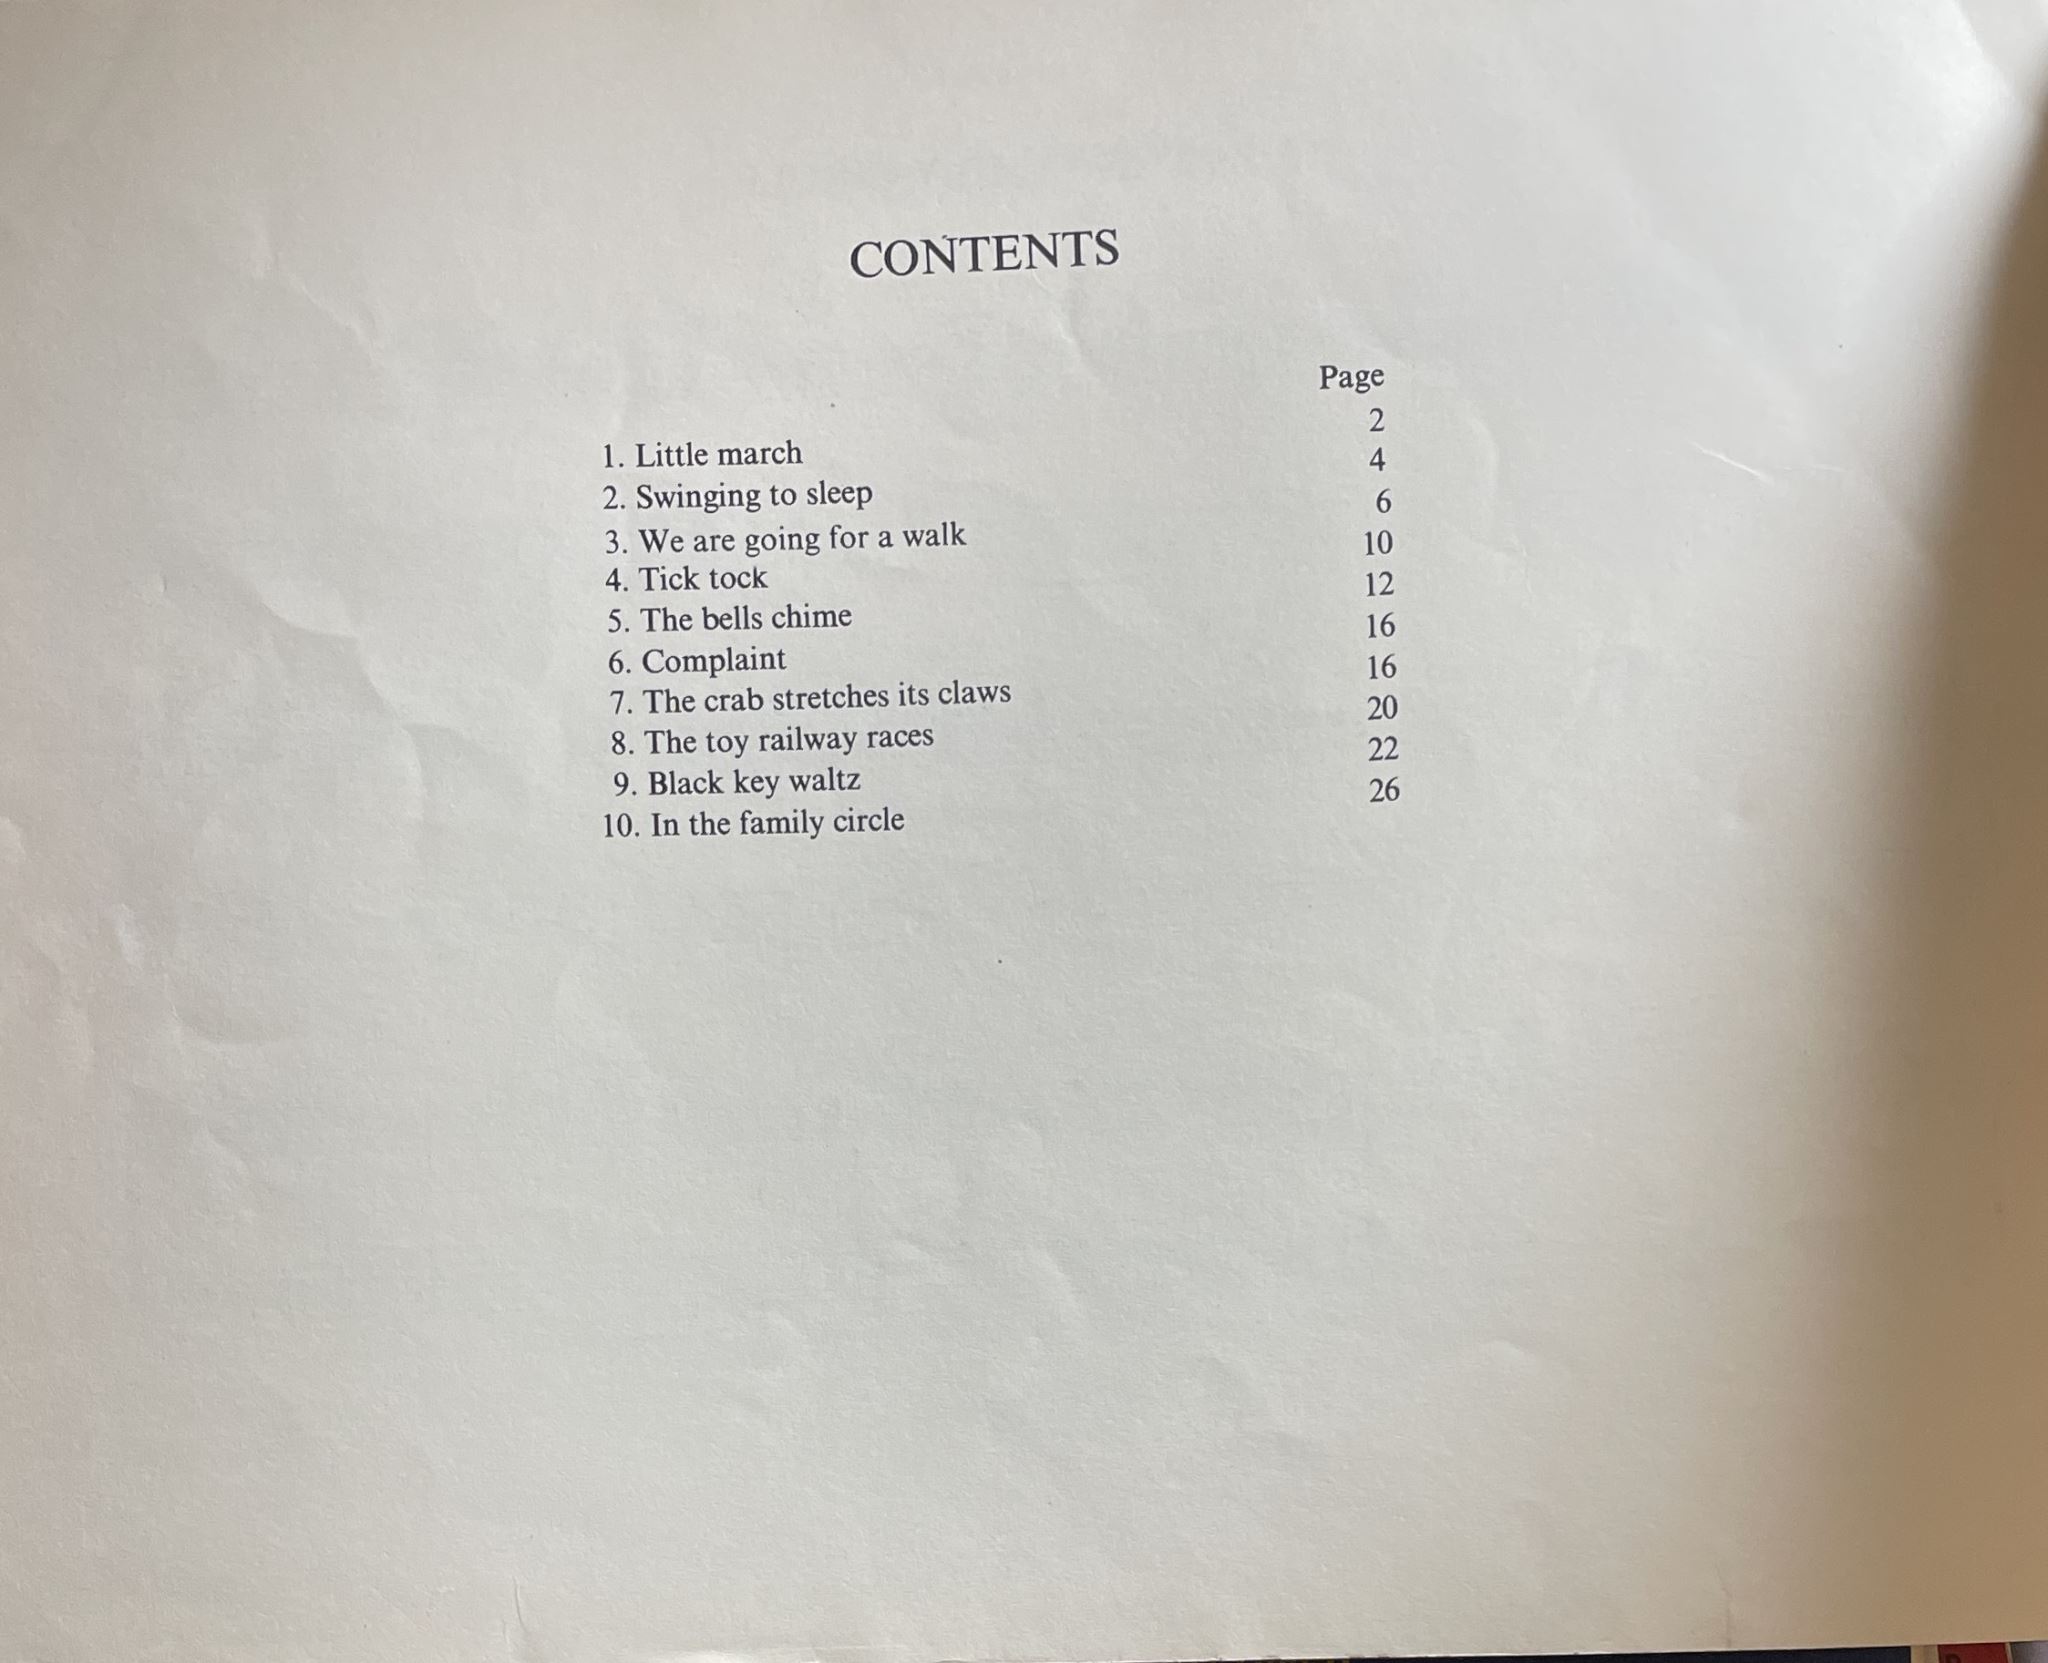 CONTENTS
Page
1. Little march 2
2. Swinging to sleep 4
3. We are going for a walk 6
4. Tick tock 10
5. The bells chime 12
6. Complaint 16
7. The crab stretches its claws 16
8. The toy railway races 20
9. Black key waltz 22
10. In the family circle 26